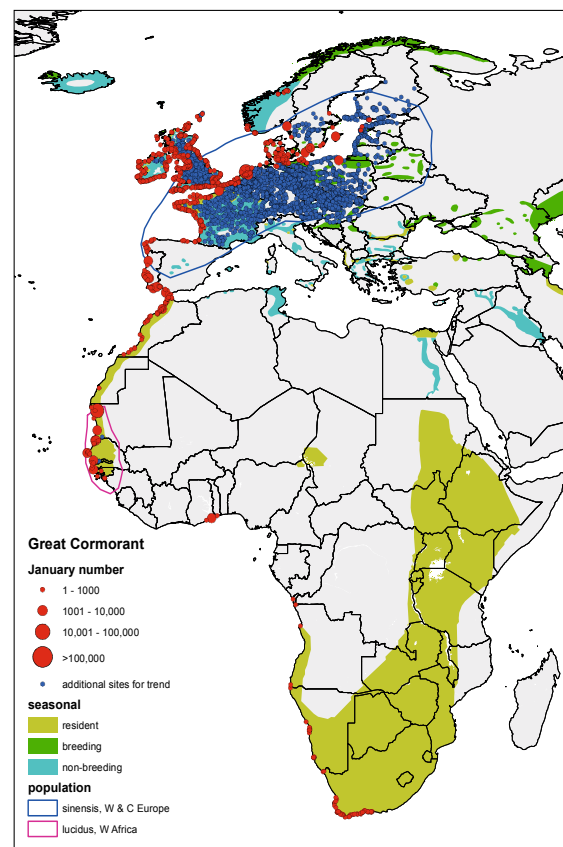 Great Cormorant
January number
1 - 1000
1001 - 10,000
10,001 - 100,000
>100,000
additional sites for trend
seasonal
resident
breeding
non-breeding
population
sinensis, W & C Europe
lucidus, W Africa